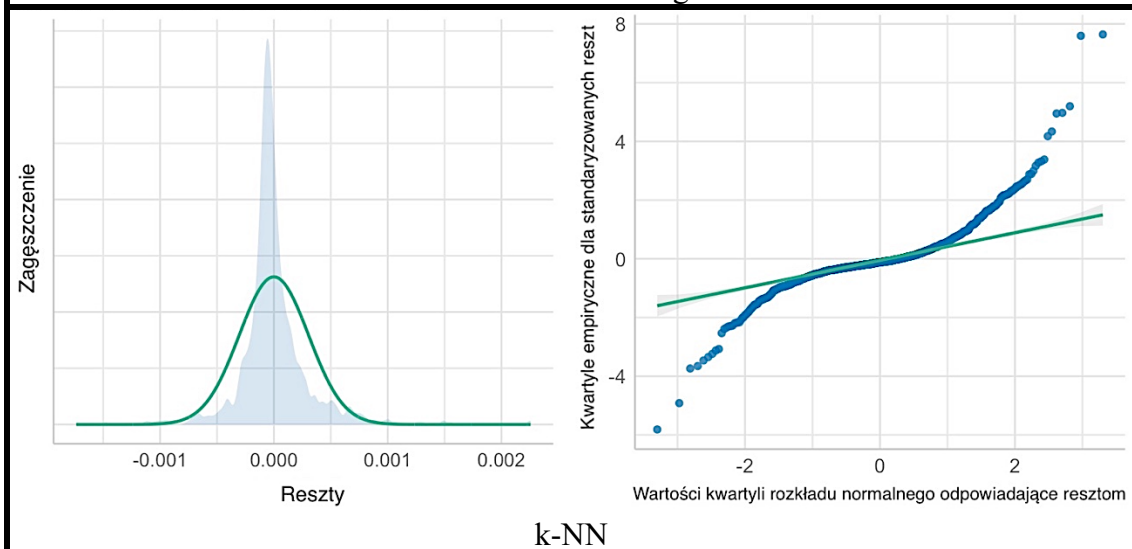 Zagęszczenie
-0.001 0.000 0.001 0.002
Reszty
Kwartyle empiryczne dla standaryzowanych reszt
8
4
0
-4
-2 0 2
Wartości kwartyli rozkładu normalnego odpowiadające resztom
k-NN